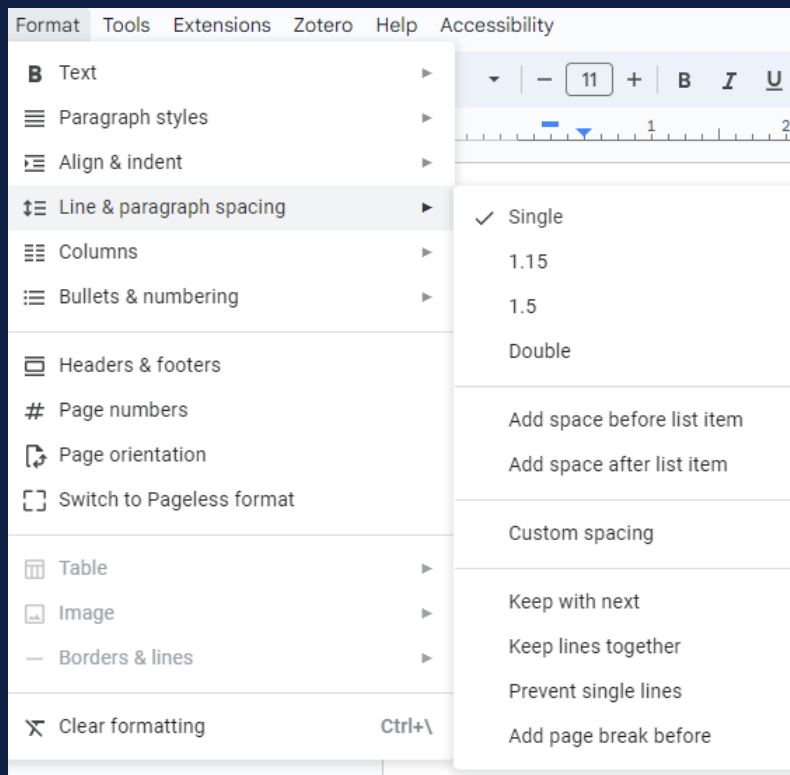 Format Tools Extensions Zotero Help Accessibility
B Text
11 B I U
Paragraph styles
1 2
Align & indent
Line & paragraph spacing
Single
Columns
1.15
Bullets & numbering
1.5
Double
Headers & footers
Page numbers
Add space before list item
Page orientation
Add space after list item
Switch to Pageless format
Custom spacing
Table
Image
Keep with next
Borders & lines
Keep lines together
Prevent single lines
Clear formatting Ctrl+\
Add page break before